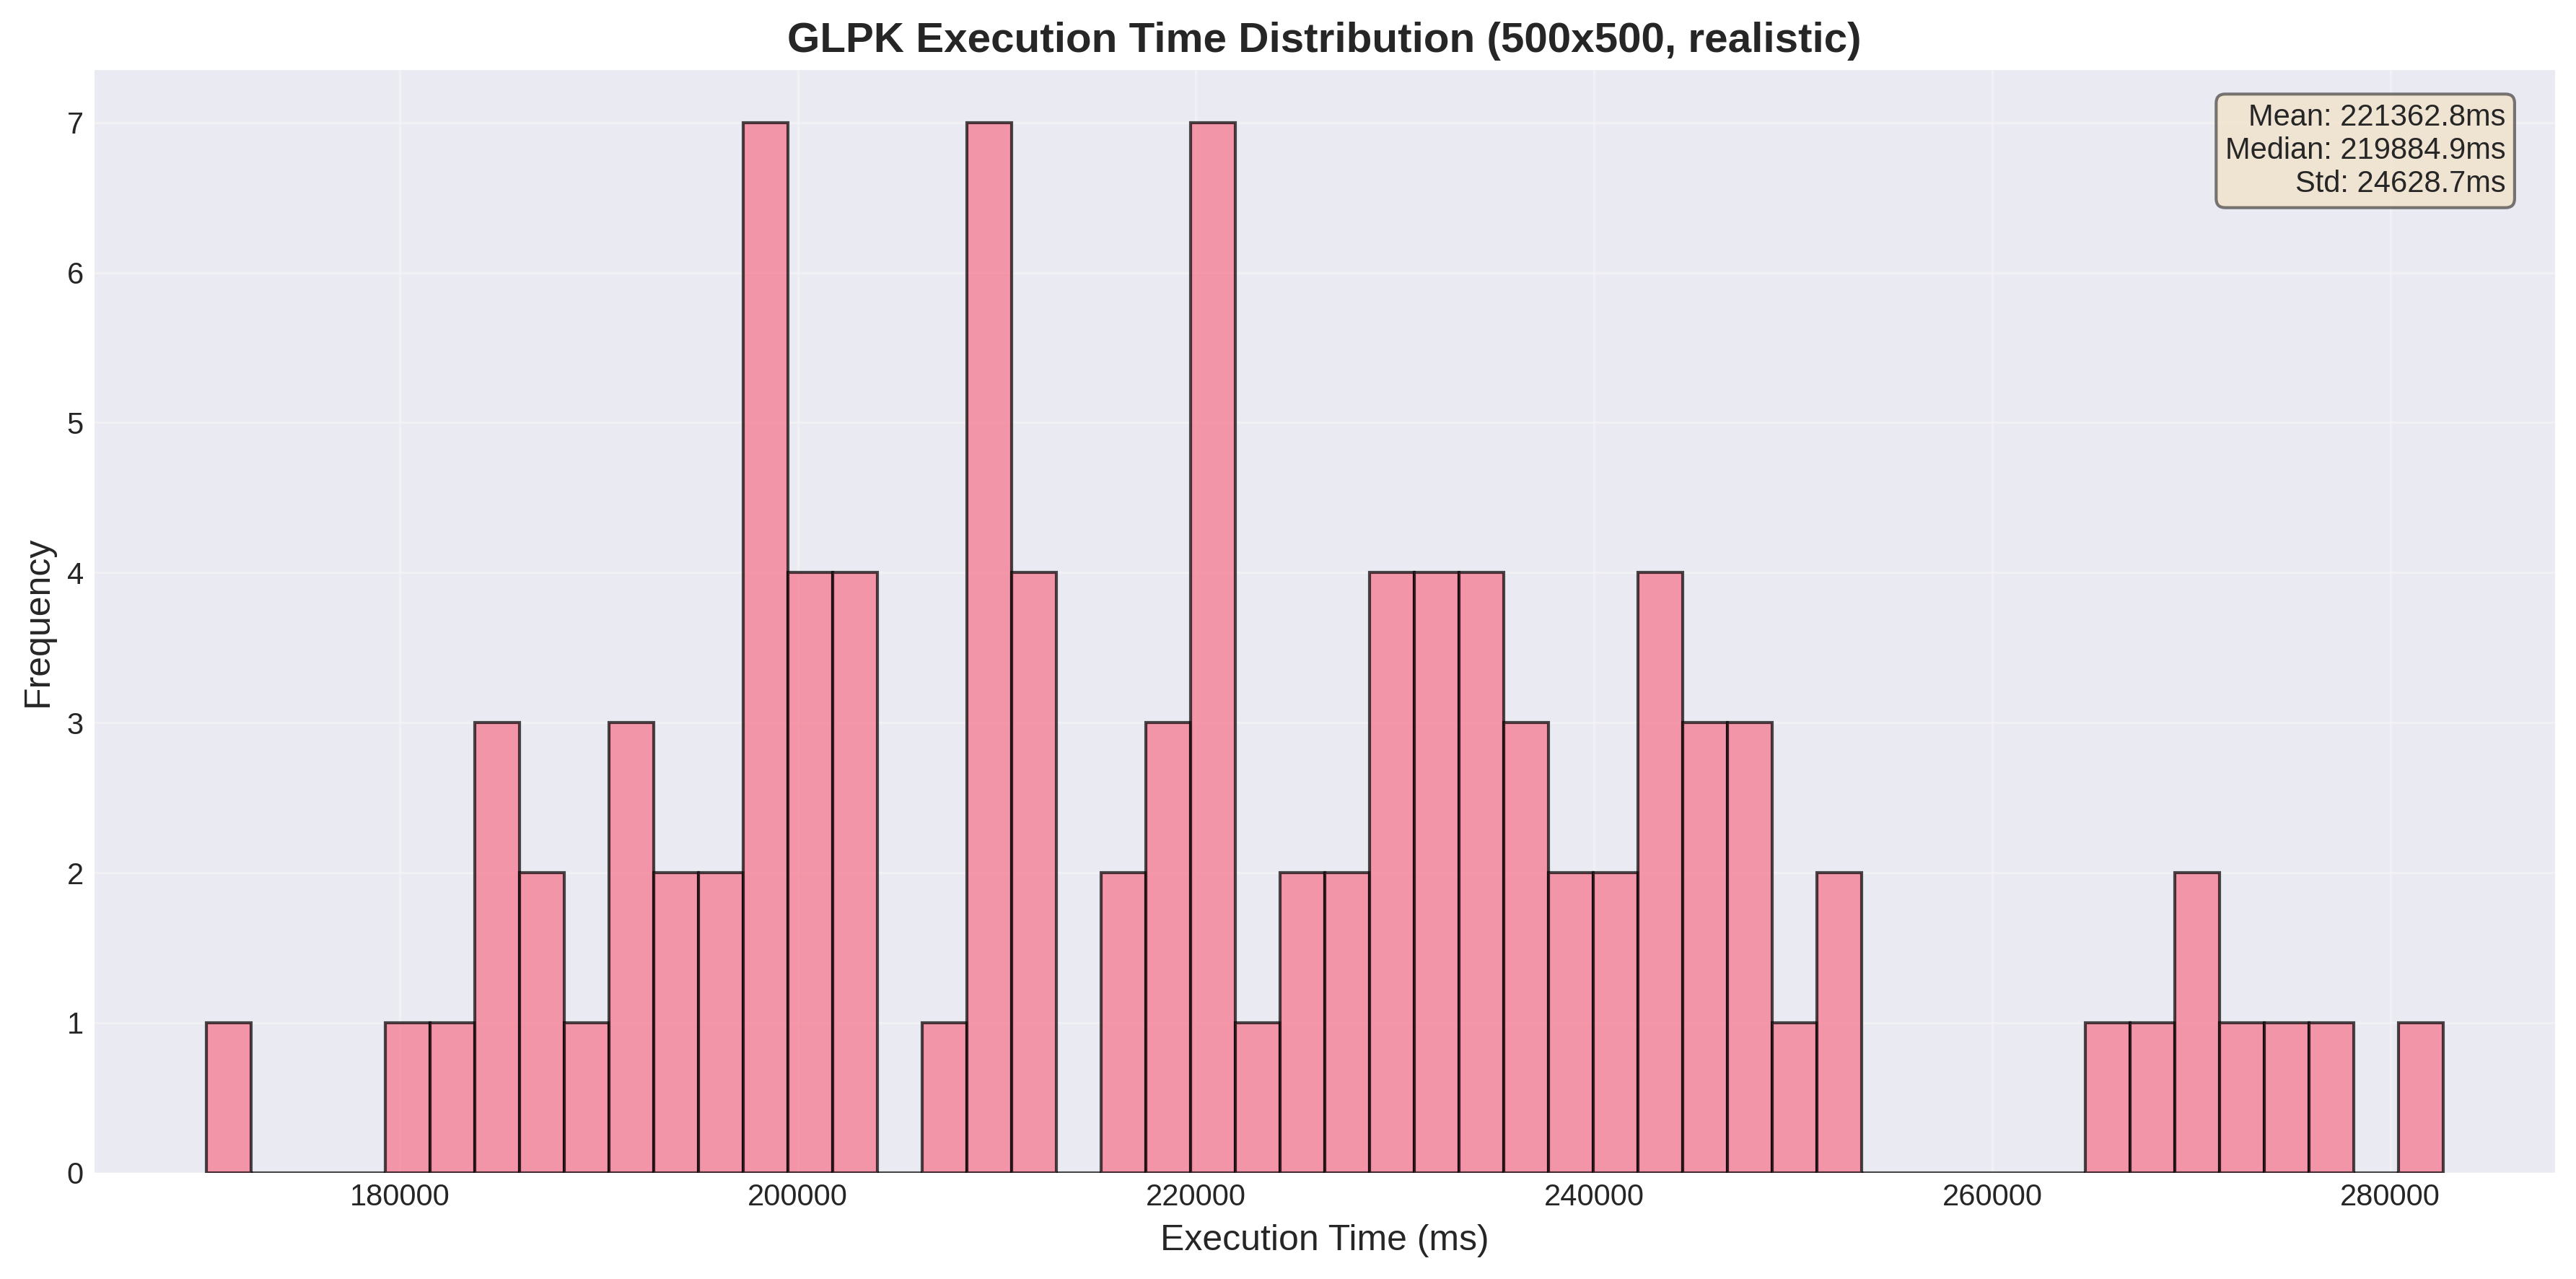 GLPK Execution Time Distribution (500x500, realistic)
Mean: 221362.8ms
Median: 219884.9ms
Std: 24628.7ms
Frequency
7
6
5
4
3
2
1
0
180000 200000 220000 240000 260000 280000
Execution Time (ms)